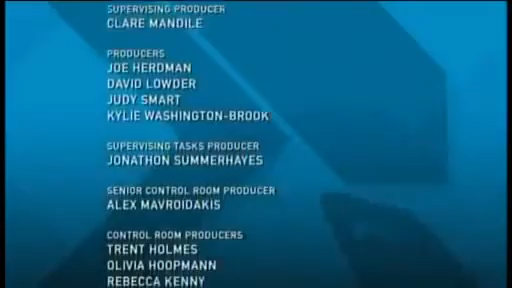 SUPERVISING PRODUCER
CLARE MANDILE
PRODUCERS
JOE HERDMAN
DAVID LOWDER
JUDY SMART
KYLIE WASHINGTON-BROOK
SUPERVISING TASKS PRODUCER
JONATHON SUMMERHAYES
SENIOR CONTROL ROOM PRODUCER
ALEX MAVROIDAKIS
CONTROL ROOM PRODUCERS
TRENT HOLMES
OLIVIA HOOPMANN
REBECCA KENNY